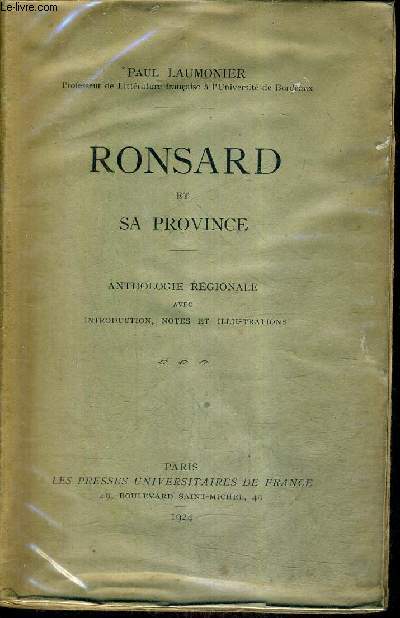 Le-Livre.com
PAUL LAUMONIER
Professeur de Littérature française à l'Université de Bordeaux
RONSARD
ET
SA PROVINCE
ANTHOLOGIE RÉGIONALE
AVEC
INTRODUCTION, NOTES ET ILLUSTRATIONS
PARIS
LES PRESSES UNIVERSITAIRES DE FRANCE
49, BOULEVARD SAINT-MICHEL, 49
1924